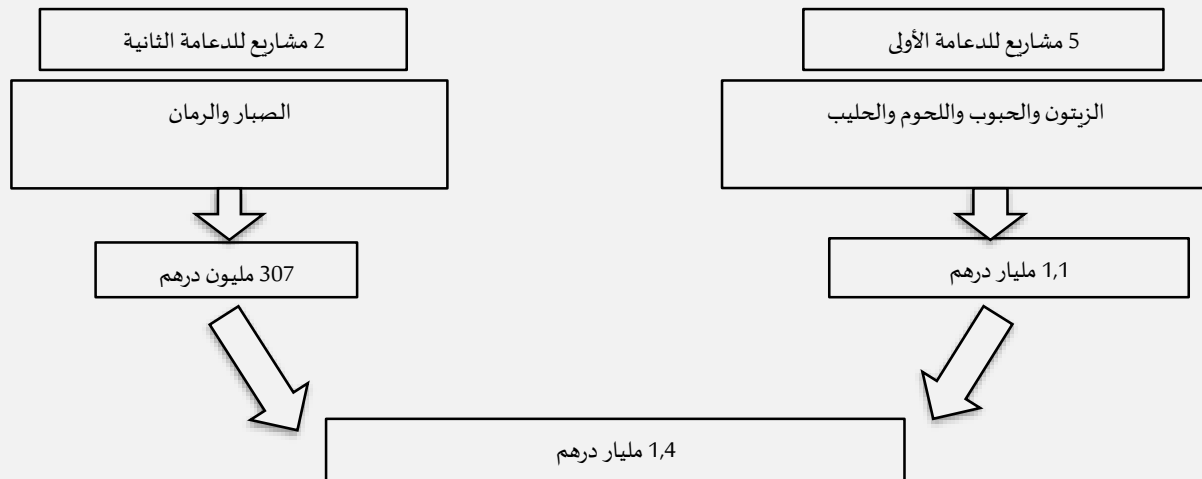 5 مشاريع للدعامة الأولى
2 مشاريع للدعامة الثانية
الزيتون والحبوب واللحوم والحليب
الصبار والرمان
1,1 مليار درهم
307 مليون درهم
1,4 مليار درهم